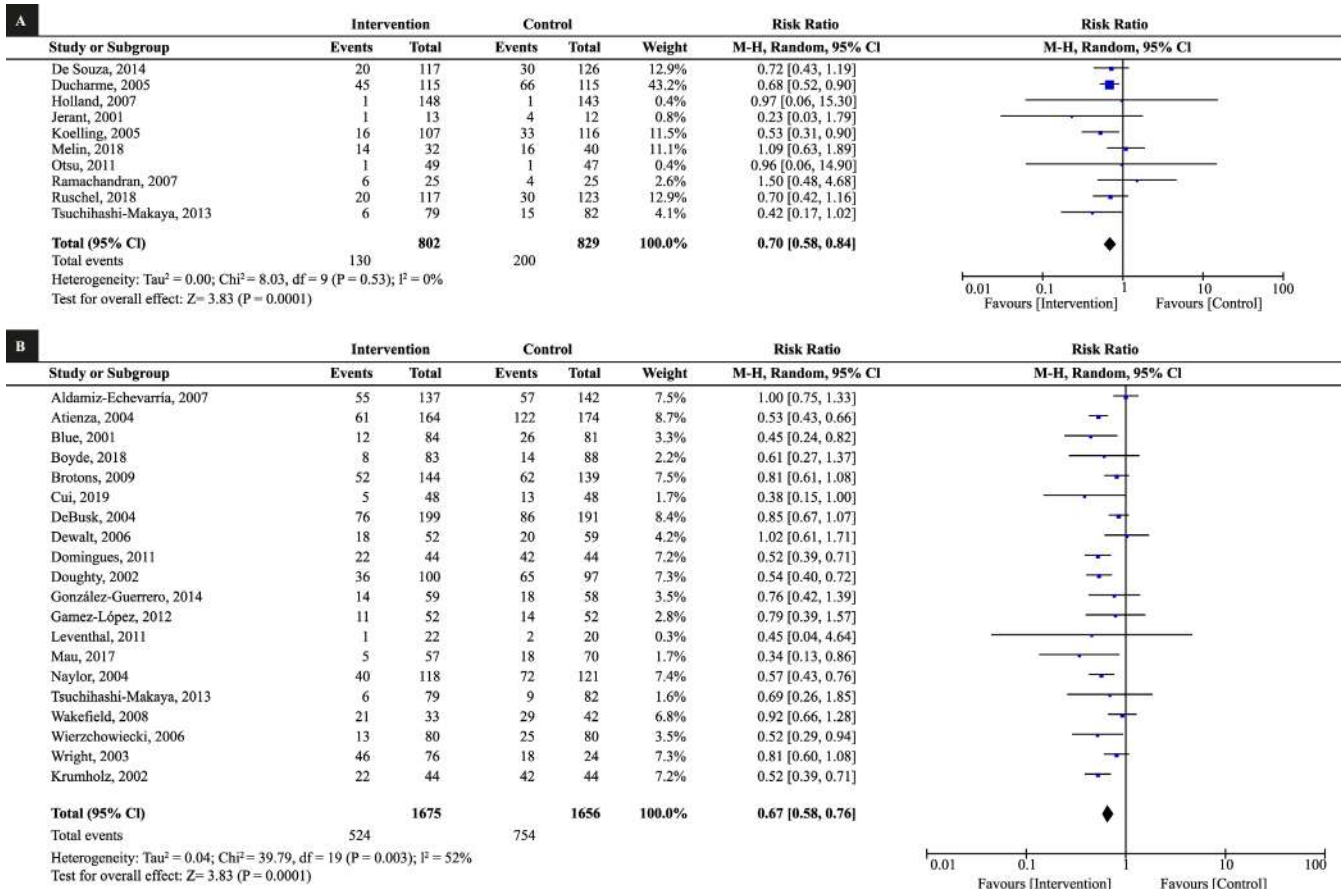 A
Intervention Control Risk Ratio Risk Ratio
Study or Subgroup Events Total Events Total Weight M-H, Random, 95% Cl M-H, Random, 95% Cl
De Souza, 2014 20 117 30 126 12.9% 0.72 [0.43, 1.19]
Ducharme, 2005 45 115 66 115 43.2% 0.68 [0.52, 0.90]
Holland, 2007 1 148 1 143 0.4% 0.97 [0.06, 15.30]
Jerant, 2001 1 13 4 12 0.8% 0.23 [0.03, 1.79]
Koelling, 2005 16 107 33 116 11.5% 0.53 [0.31, 0.90]
Melin, 2018 14 32 16 40 11.1% 1.09 [0.63, 1.89]
Otsu, 2011 1 49 1 47 0.4% 0.96 [0.06, 14.90]
Ramachandran, 2007 6 25 4 25 2.6% 1.50 [0.48, 4.68]
Ruschel, 2018 20 117 30 123 12.9% 0.70 [0.42, 1.16]
Tsuchihashi-Makaya, 2013 6 79 15 82 4.1% 0.42 [0.17, 1.02]
Total (95% Cl) 802 829 100.0% 0.70 [0.58, 0.84]
Total events 130 200
Heterogeneity: Tau² = 0.00; Chi² = 8.03, df = 9 (P = 0.53); I² = 0%
Test for overall effect: Z= 3.83 (P = 0.0001)
0.01 0.1 1 10 100
Favours [Intervention] Favours [Control]
B
Intervention Control Risk Ratio Risk Ratio
Study or Subgroup Events Total Events Total Weight M-H, Random, 95% Cl M-H, Random, 95% Cl
Aldamiz-Echevarría, 2007 55 137 57 142 7.5% 1.00 [0.75, 1.33]
Atienza, 2004 61 164 122 174 8.7% 0.53 [0.43, 0.66]
Blue, 2001 12 84 26 81 3.3% 0.45 [0.24, 0.82]
Boyde, 2018 8 83 14 88 2.2% 0.61 [0.27, 1.37]
Brotons, 2009 52 144 62 139 7.5% 0.81 [0.61, 1.08]
Cui, 2019 5 48 13 48 1.7% 0.38 [0.15, 1.00]
DeBusk, 2004 76 199 86 191 8.4% 0.85 [0.67, 1.07]
Dewalt, 2006 18 52 20 59 4.2% 1.02 [0.61, 1.71]
Domingues, 2011 22 44 42 44 7.2% 0.52 [0.39, 0.71]
Doughty, 2002 36 100 65 97 7.3% 0.54 [0.40, 0.72]
González-Guerrero, 2014 14 59 18 58 3.5% 0.76 [0.42, 1.39]
Gamez-López, 2012 11 52 14 52 2.8% 0.79 [0.39, 1.57]
Leventhal, 2011 1 22 2 20 0.3% 0.45 [0.04, 4.64]
Mau, 2017 5 57 18 70 1.7% 0.34 [0.13, 0.86]
Naylor, 2004 40 118 72 121 7.4% 0.57 [0.43, 0.76]
Tsuchihashi-Makaya, 2013 6 79 9 82 1.6% 0.69 [0.26, 1.85]
Wakefield, 2008 21 33 29 42 6.8% 0.92 [0.66, 1.28]
Wierzchowiecki, 2006 13 80 25 80 3.5% 0.52 [0.29, 0.94]
Wright, 2003 46 76 18 24 7.3% 0.81 [0.60, 1.08]
Krumholz, 2002 22 44 42 44 7.2% 0.52 [0.39, 0.71]
Total (95% Cl) 1675 1656 100.0% 0.67 [0.58, 0.76]
Total events 524 754
Heterogeneity: Tau² = 0.04; Chi² = 39.79, df = 19 (P = 0.003); I² = 52%
Test for overall effect: Z= 3.83 (P = 0.0001)
0.01 0.1 1 10 100
Favours [Intervention] Favours [Control]